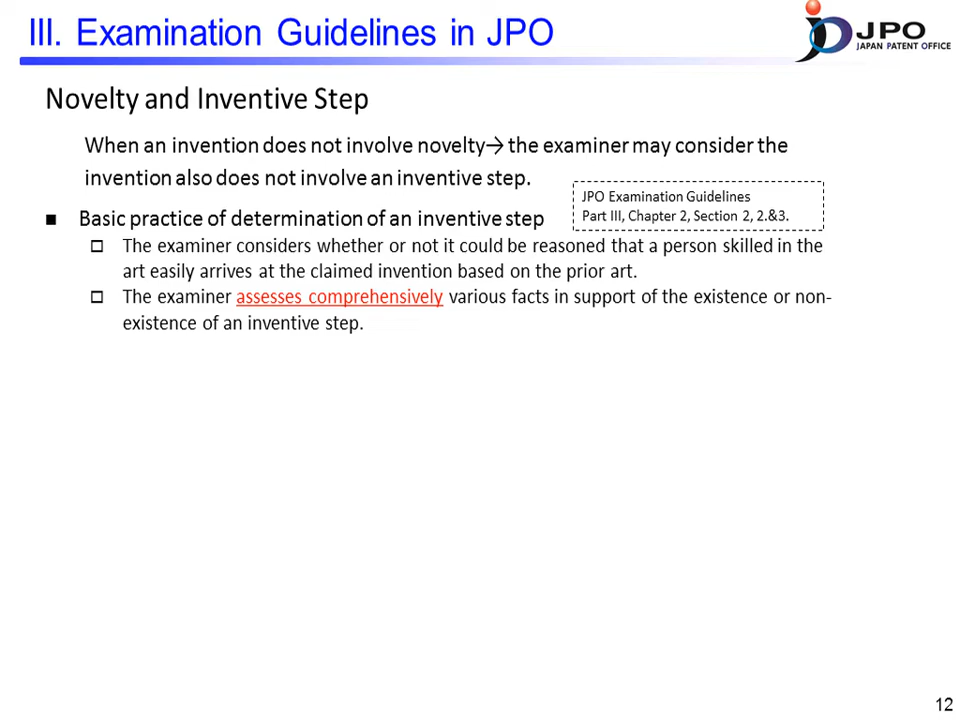 III. Examination Guidelines in JPO
JPO
JAPAN PATENT OFFICE
Novelty and Inventive Step
When an invention does not involve novelty→ the examiner may consider the
invention also does not involve an inventive step.
JPO Examination Guidelines
Part III, Chapter 2, Section 2, 2.&3.
■ Basic practice of determination of an inventive step
□ The examiner considers whether or not it could be reasoned that a person skilled in the
art easily arrives at the claimed invention based on the prior art.
□ The examiner assesses comprehensively various facts in support of the existence or non-
existence of an inventive step.
12